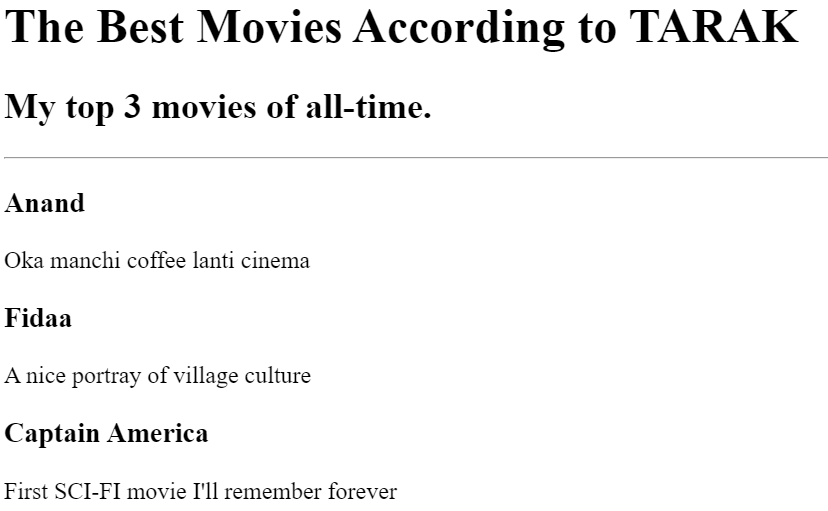 The Best Movies According to TARAK
My top 3 movies of all-time.
Anand
Oka manchi coffee lanti cinema
Fidaa
A nice portray of village culture
Captain America
First SCI-FI movie I'll remember forever